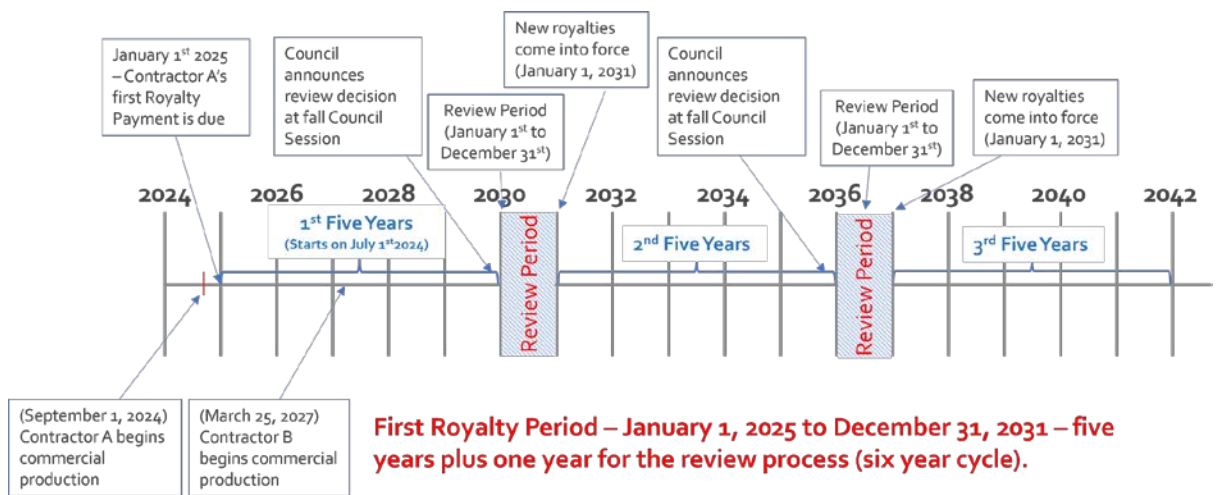 January 1st 2025
– Contractor A's
first Royalty
Payment is due
Council
announces
review decision
at fall Council
Session
Review Period
(January 1st to
December 31st)
New royalties
come into force
(January 1, 2031)
Council
announces
review decision
at fall Council
Session
Review Period
(January 1st to
December 31st)
New royalties
come into force
(January 1, 2031)
2024 2026 2028 2030 2032 2034 2036 2038 2040 2042
1st Five Years
(Starts on July 1st2024)
Review Period
2nd Five Years
Review Period
3rd Five Years
(September 1, 2024)
Contractor A begins
commercial
production
(March 25, 2027)
Contractor B
begins commercial
production
First Royalty Period – January 1, 2025 to December 31, 2031 – five
years plus one year for the review process (six year cycle).